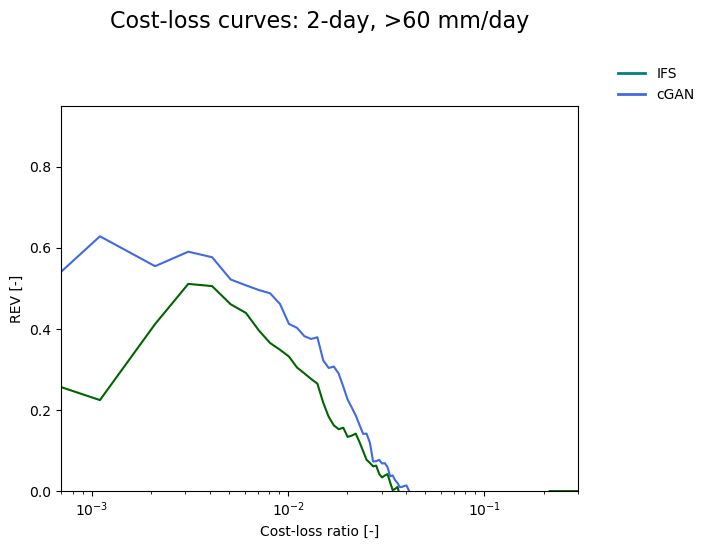 Cost-loss curves: 2-day, >60 mm/day
IFS
cGAN
REV [-]
0.8
0.6
0.4
0.2
0.0
10⁻³
10⁻²
10⁻¹
Cost-loss ratio [-]